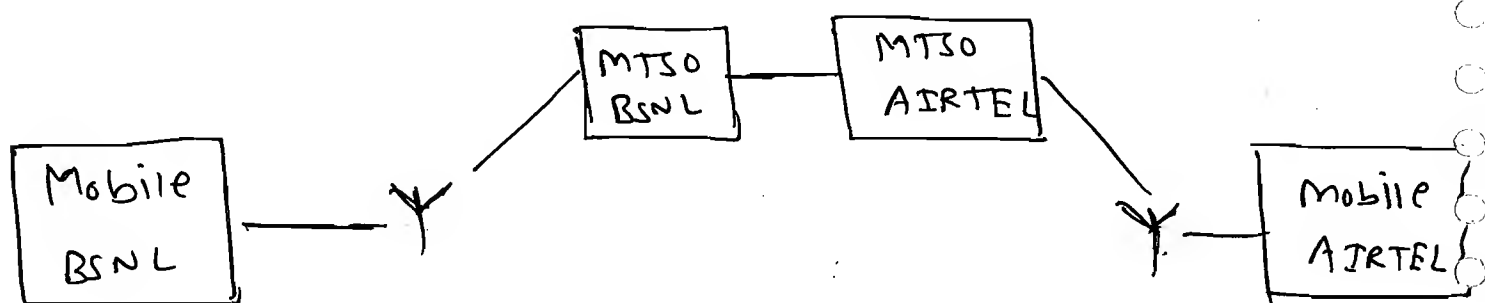 MTSO
BSNL
MTSO
AIRTEL
Mobile
BSNL
Mobile
AIRTEL